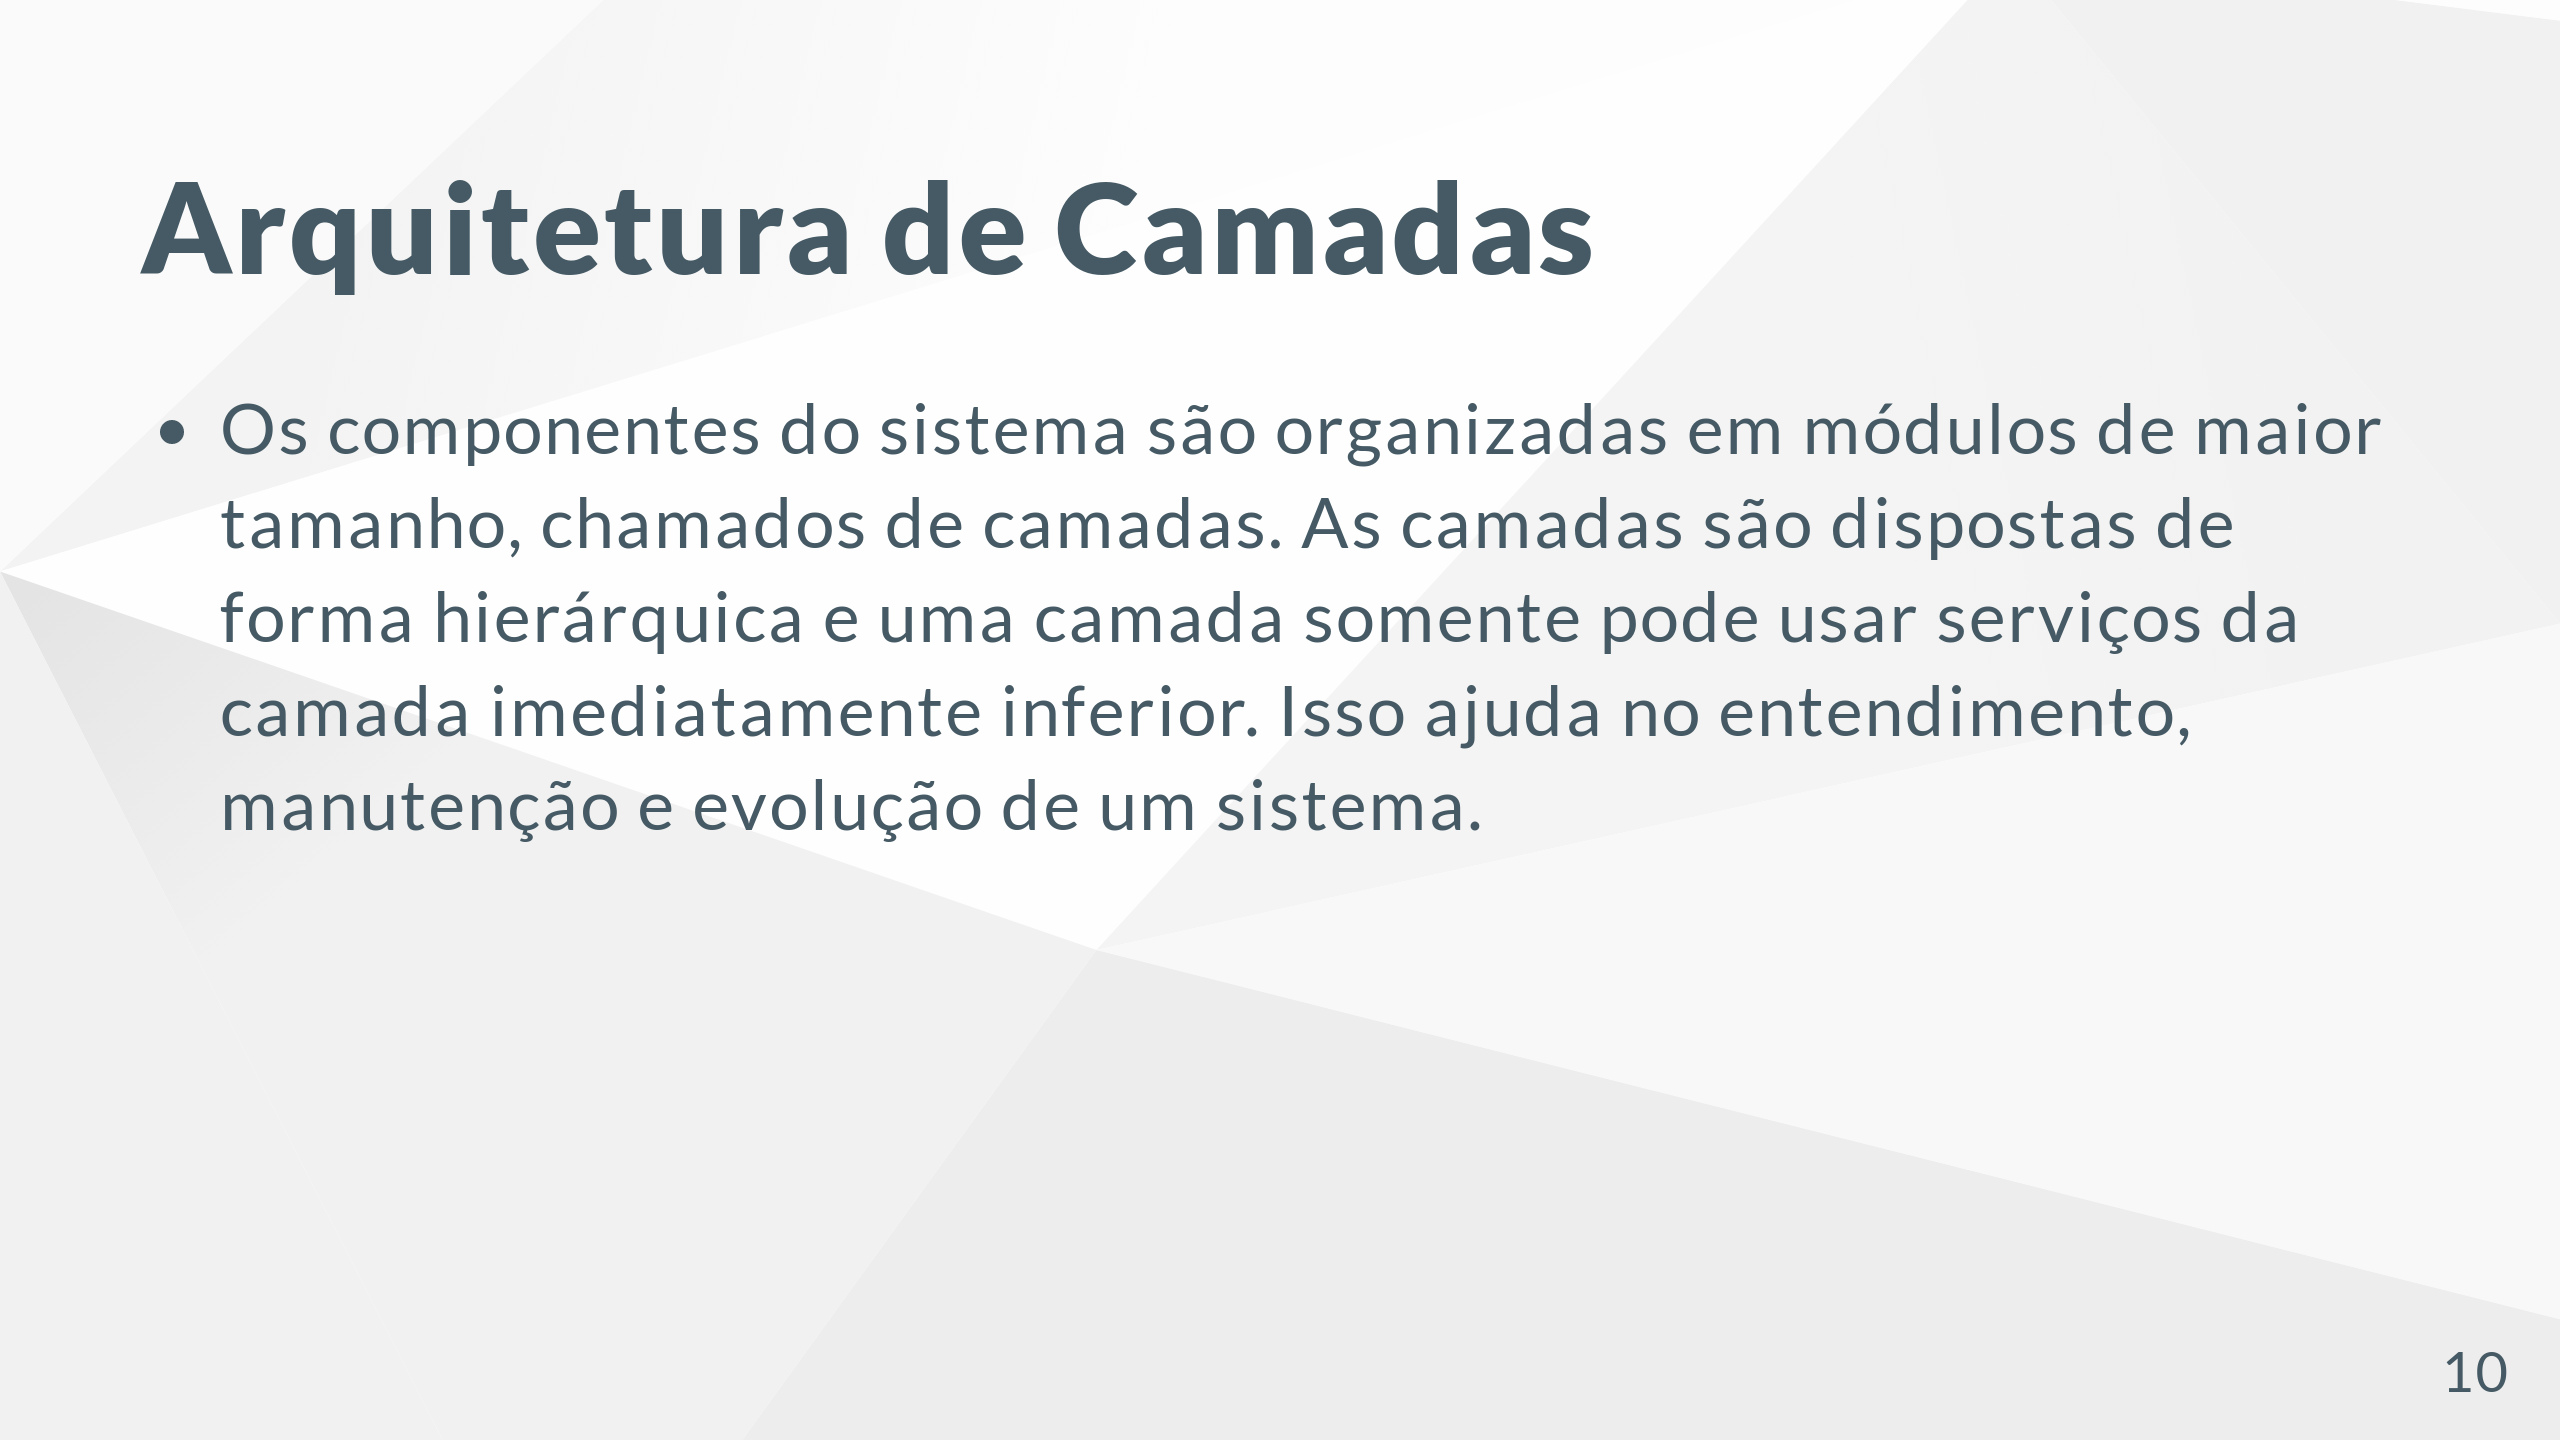 Arquitetura de Camadas
• Os componentes do sistema são organizadas em módulos de maior
tamanho, chamados de camadas. As camadas são dispostas de
forma hierárquica e uma camada somente pode usar serviços da
camada imediatamente inferior. Isso ajuda no entendimento,
manutenção e evolução de um sistema.
10